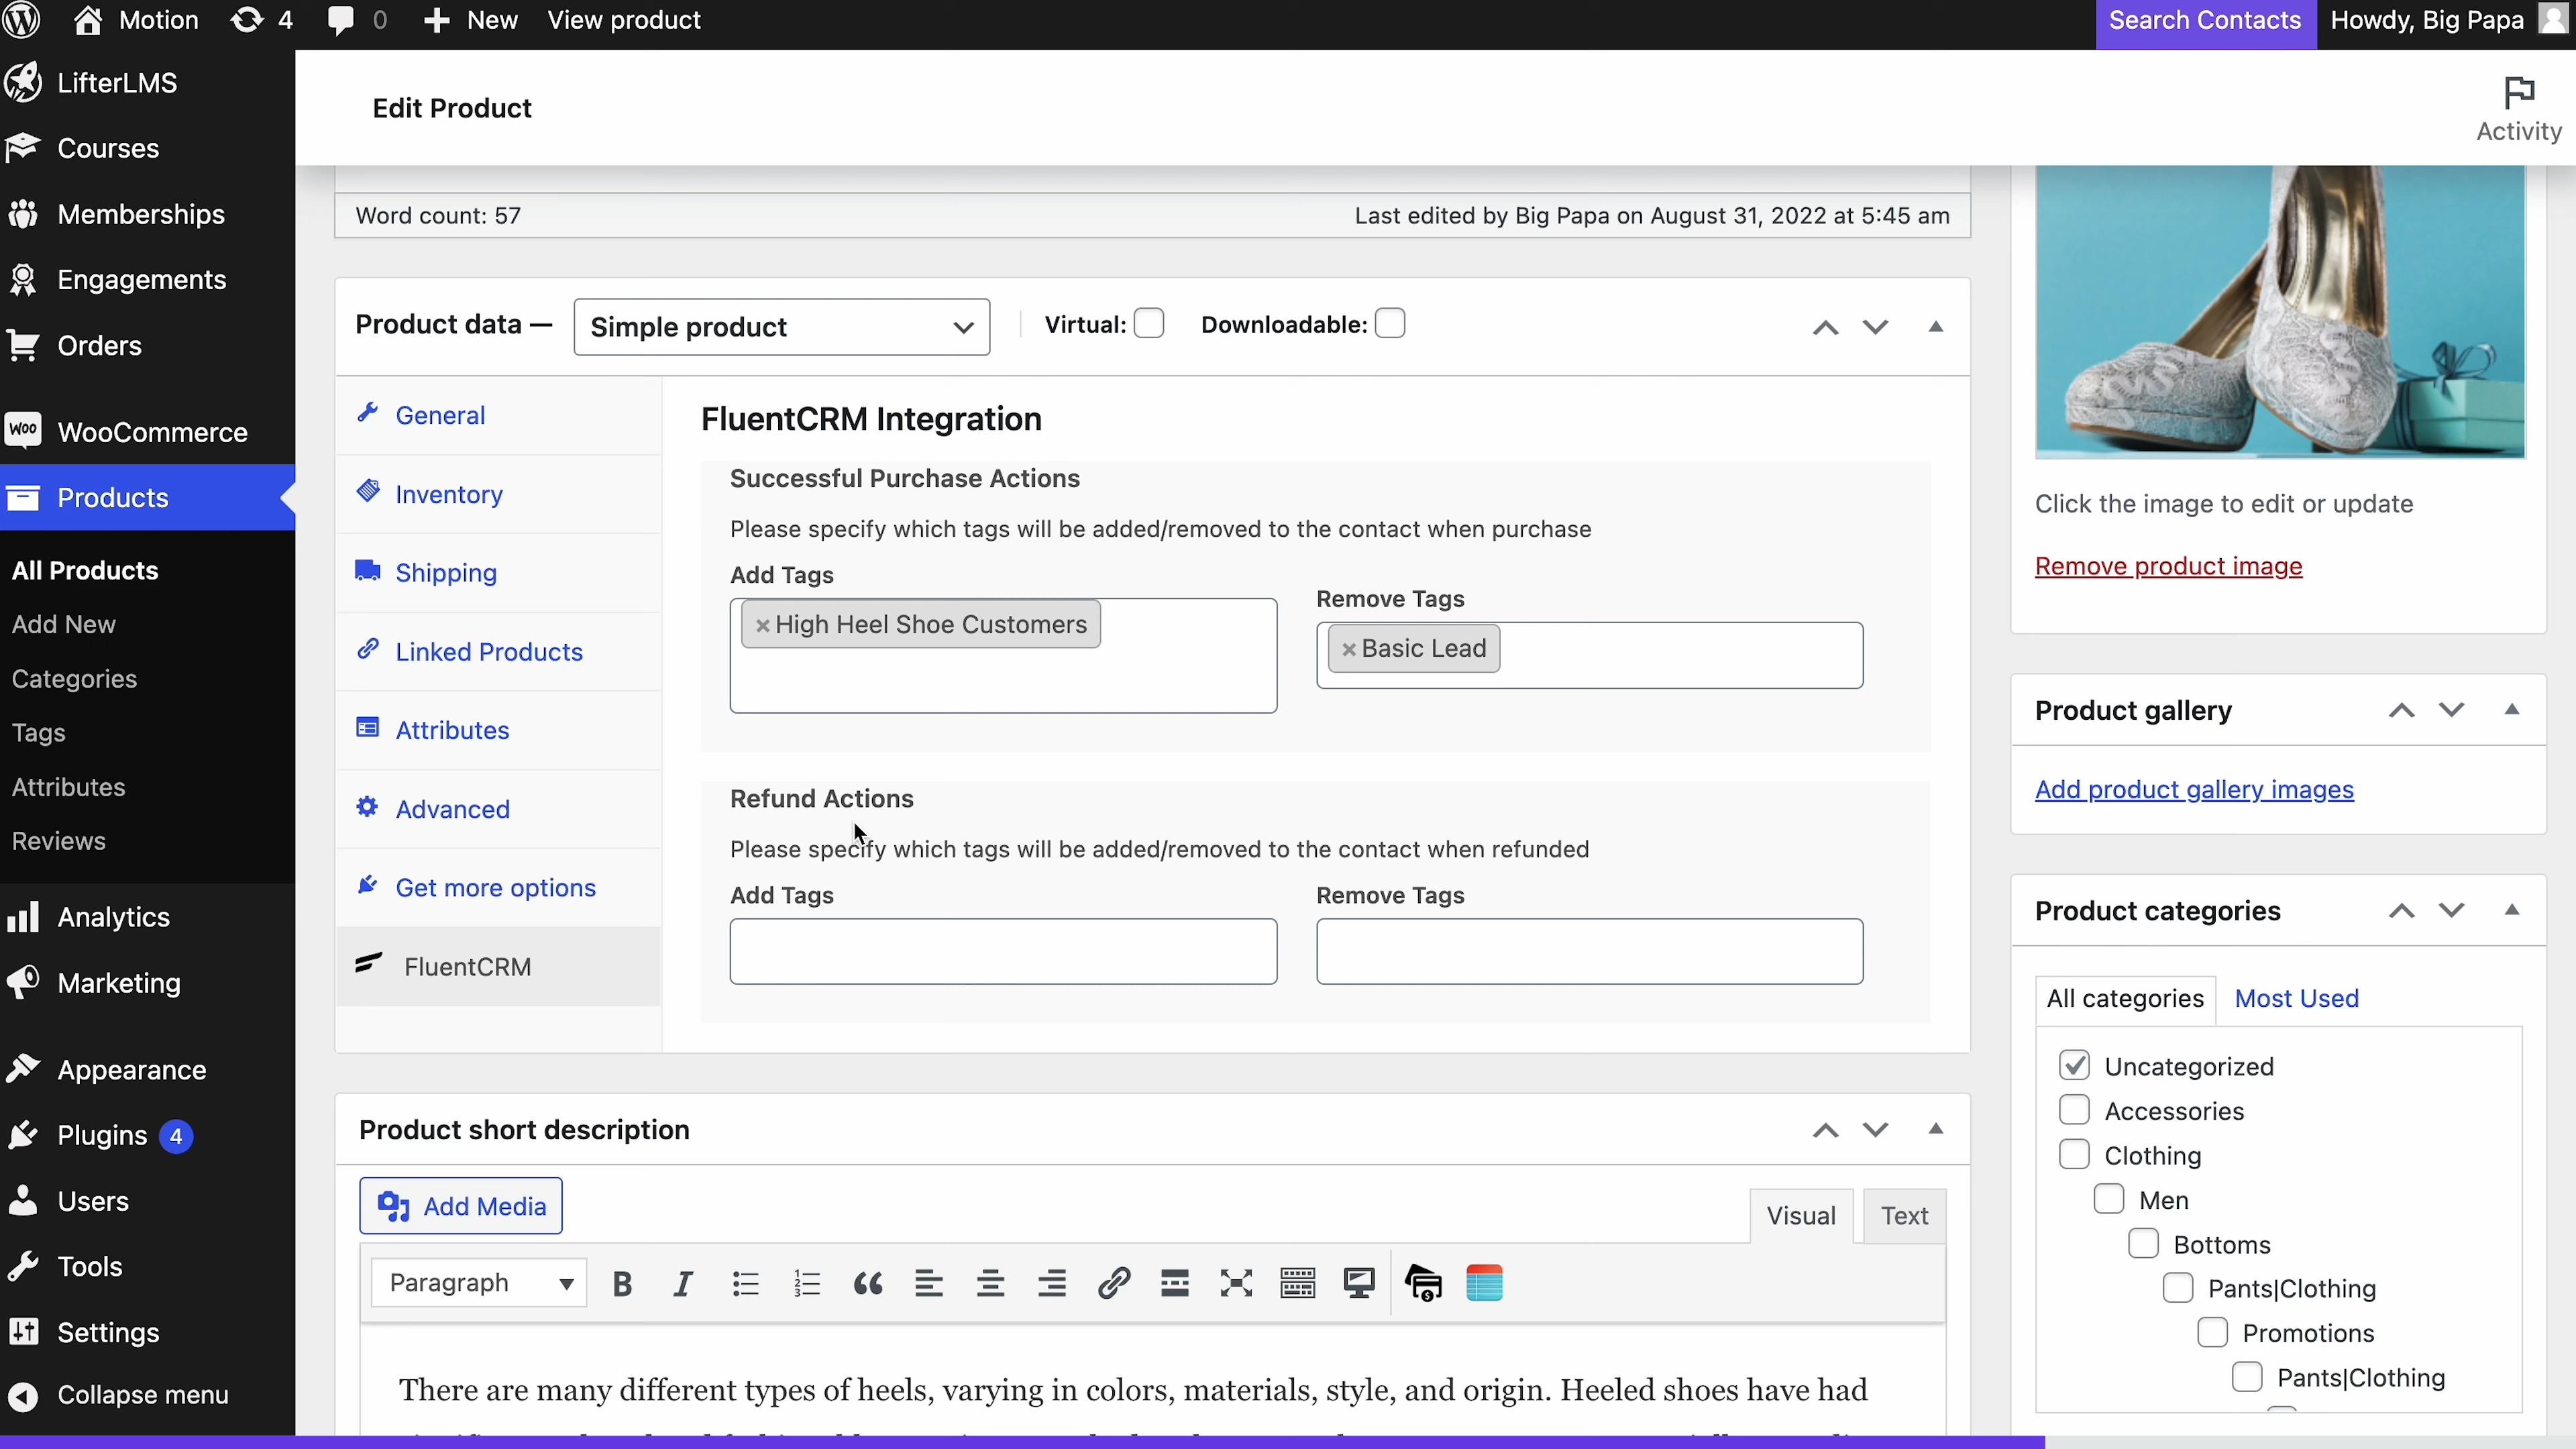 Motion 4 0 New View product Search Contacts Howdy, Big Papa
LifterLMS
Courses
Memberships
Engagements
Orders
WOO WooCommerce
Products
All Products
Add New
Categories
Tags
Attributes
Reviews
Analytics
Marketing
Appearance
Plugins 4
Users
Tools
Settings
Collapse menu
Edit Product
Activity
Word count: 57 Last edited by Big Papa on August 31, 2022 at 5:45 am
Product data — Simple product Virtual: Downloadable:
General
Inventory
Shipping
Linked Products
Attributes
Advanced
Get more options
FluentCRM
FluentCRM Integration
Successful Purchase Actions
Please specify which tags will be added/removed to the contact when purchase
Add Tags
×High Heel Shoe Customers
Remove Tags
×Basic Lead
Refund Actions
Please specify which tags will be added/removed to the contact when refunded
Add Tags
Remove Tags
Product short description
Add Media
Visual Text
Paragraph
There are many different types of heels, varying in colors, materials, style, and origin. Heeled shoes have had
Click the image to edit or update
Remove product image
Product gallery
Add product gallery images
Product categories
All categories Most Used
Uncategorized
Accessories
Clothing
Men
Bottoms
Pants|Clothing
Promotions
Pants|Clothing